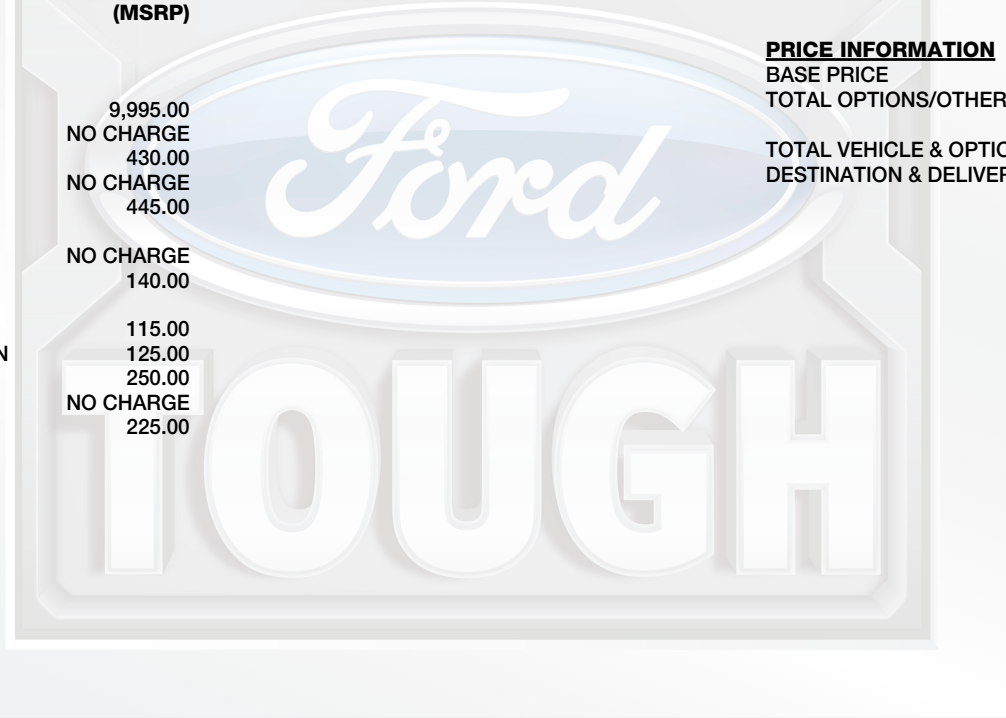 (MSRP)
9,995.00
NO CHARGE
430.00
NO CHARGE
445.00
NO CHARGE
140.00
115.00
N 125.00
250.00
NO CHARGE
225.00
PRICE INFORMATION
BASE PRICE
TOTAL OPTIONS/OTHER
TOTAL VEHICLE & OPTIO
DESTINATION & DELIVER
Ford
TOUGH